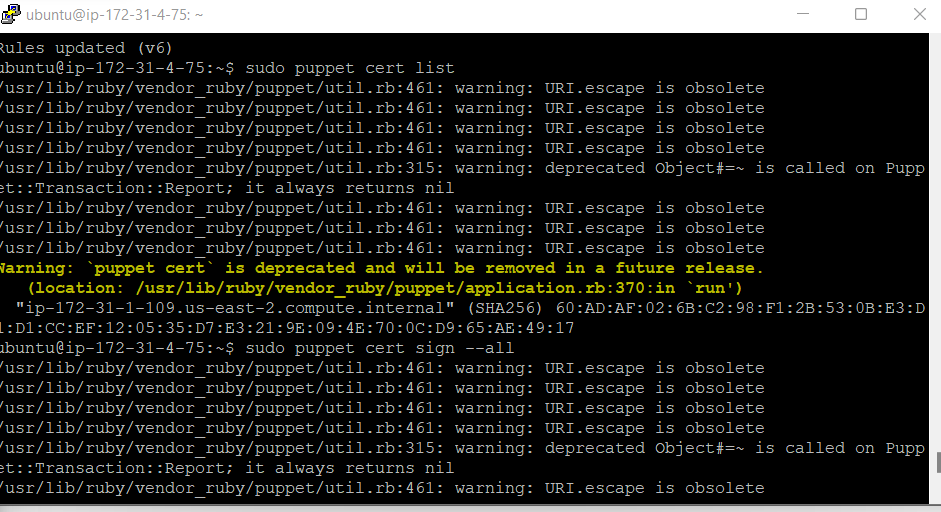 ubuntu@ip-172-31-4-75: ~
Rules updated (v6)
ubuntu@ip-172-31-4-75:~$ sudo puppet cert list
/usr/lib/ruby/vendor_ruby/puppet/util.rb:461: warning: URI.escape is obsolete
/usr/lib/ruby/vendor_ruby/puppet/util.rb:461: warning: URI.escape is obsolete
/usr/lib/ruby/vendor_ruby/puppet/util.rb:461: warning: URI.escape is obsolete
/usr/lib/ruby/vendor_ruby/puppet/util.rb:461: warning: URI.escape is obsolete
/usr/lib/ruby/vendor_ruby/puppet/util.rb:315: warning: deprecated Object#=~ is called on Pupp
et::Transaction::Report; it always returns nil
/usr/lib/ruby/vendor_ruby/puppet/util.rb:461: warning: URI.escape is obsolete
/usr/lib/ruby/vendor_ruby/puppet/util.rb:461: warning: URI.escape is obsolete
/usr/lib/ruby/vendor_ruby/puppet/util.rb:461: warning: URI.escape is obsolete
Warning: `puppet cert` is deprecated and will be removed in a future release.
   (location: /usr/lib/ruby/vendor_ruby/puppet/application.rb:370:in `run')
  "ip-172-31-1-109.us-east-2.compute.internal" (SHA256) 60:AD:AF:02:6B:C2:98:F1:2B:53:0B:E3:D
1:D1:CC:EF:12:05:35:D7:E3:21:9E:09:4E:70:0C:D9:65:AE:49:17
ubuntu@ip-172-31-4-75:~$ sudo puppet cert sign --all
/usr/lib/ruby/vendor_ruby/puppet/util.rb:461: warning: URI.escape is obsolete
/usr/lib/ruby/vendor_ruby/puppet/util.rb:461: warning: URI.escape is obsolete
/usr/lib/ruby/vendor_ruby/puppet/util.rb:461: warning: URI.escape is obsolete
/usr/lib/ruby/vendor_ruby/puppet/util.rb:461: warning: URI.escape is obsolete
/usr/lib/ruby/vendor_ruby/puppet/util.rb:315: warning: deprecated Object#=~ is called on Pupp
et::Transaction::Report; it always returns nil
/usr/lib/ruby/vendor_ruby/puppet/util.rb:461: warning: URI.escape is obsolete